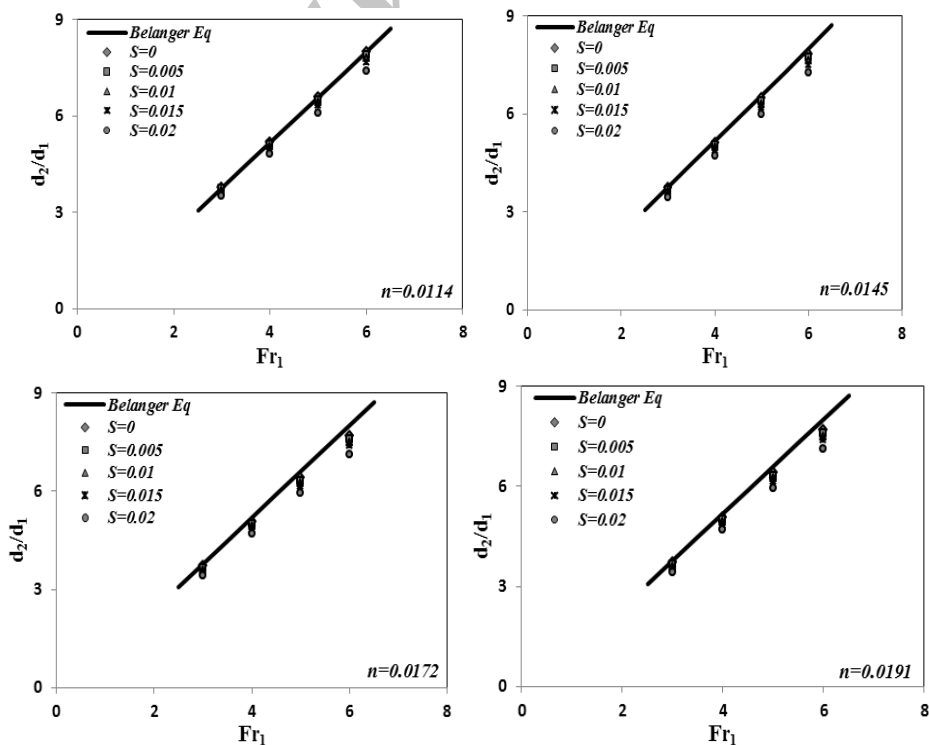 9
6
3
0
d2/d1
Belanger Eq
S=0
S=0.005
S=0.01
S=0.015
S=0.02
n=0.0114
0 2 4 6 8
Fr1
9
6
3
0
d2/d1
Belanger Eq
S=0
S=0.005
S=0.01
S=0.015
S=0.02
n=0.0145
0 2 4 6 8
Fr1
9
6
3
0
d2/d1
Belanger Eq
S=0
S=0.005
S=0.01
S=0.015
S=0.02
n=0.0172
0 2 4 6 8
Fr1
9
6
3
0
d2/d1
Belanger Eq
S=0
S=0.005
S=0.01
S=0.015
S=0.02
n=0.0191
0 2 4 6 8
Fr1